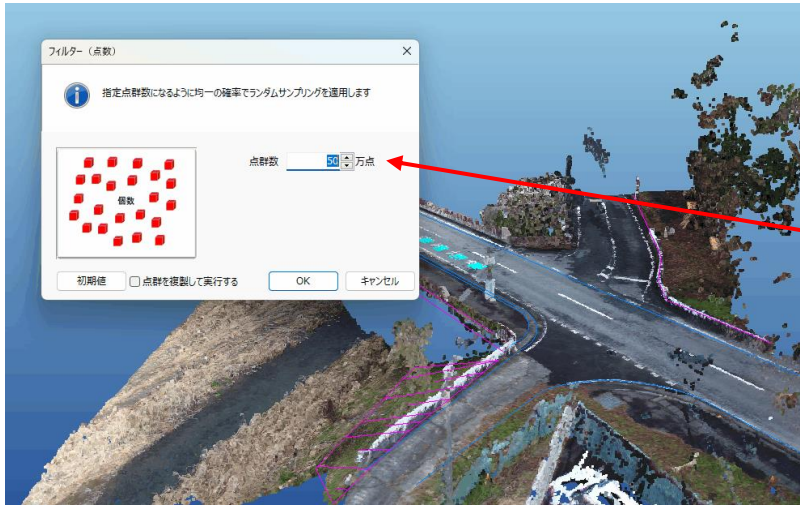 フィルター（点数）
指定点群数になるように均一の確率でランダムサンプリングを適用します
点群数 50 万点
個数
初期値 点群を複製して実行する OK キャンセル